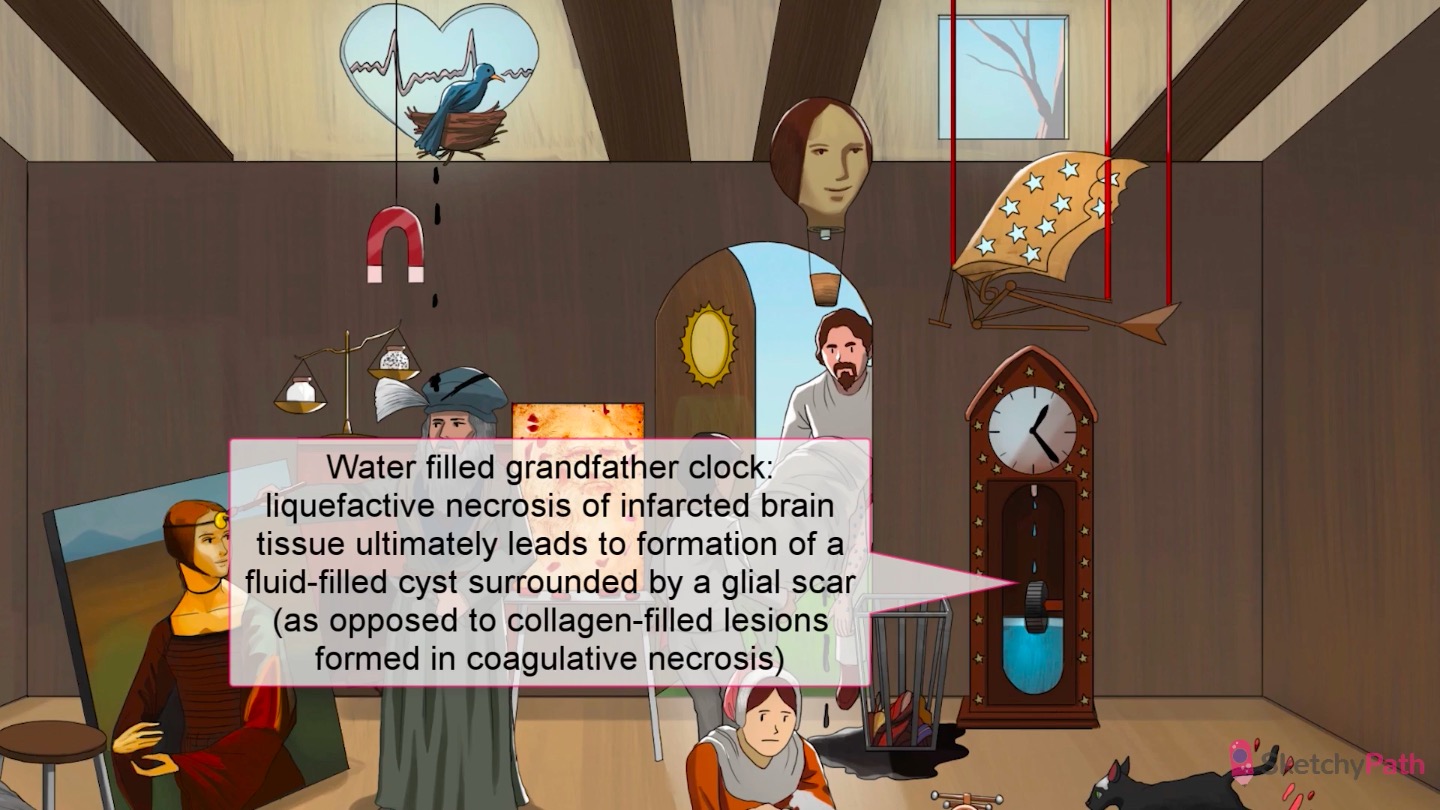 Water filled grandfather clock:
liquefactive necrosis of infarcted brain
tissue ultimately leads to formation of a
fluid-filled cyst surrounded by a glial scar
(as opposed to collagen-filled lesions
formed in coagulative necrosis)
SketchyPath